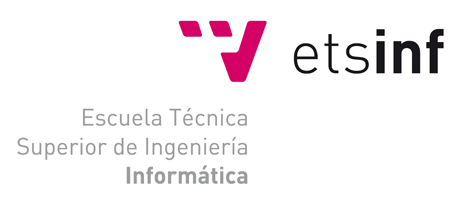 etsinf
Escuela Técnica
Superior de Ingeniería
Informática